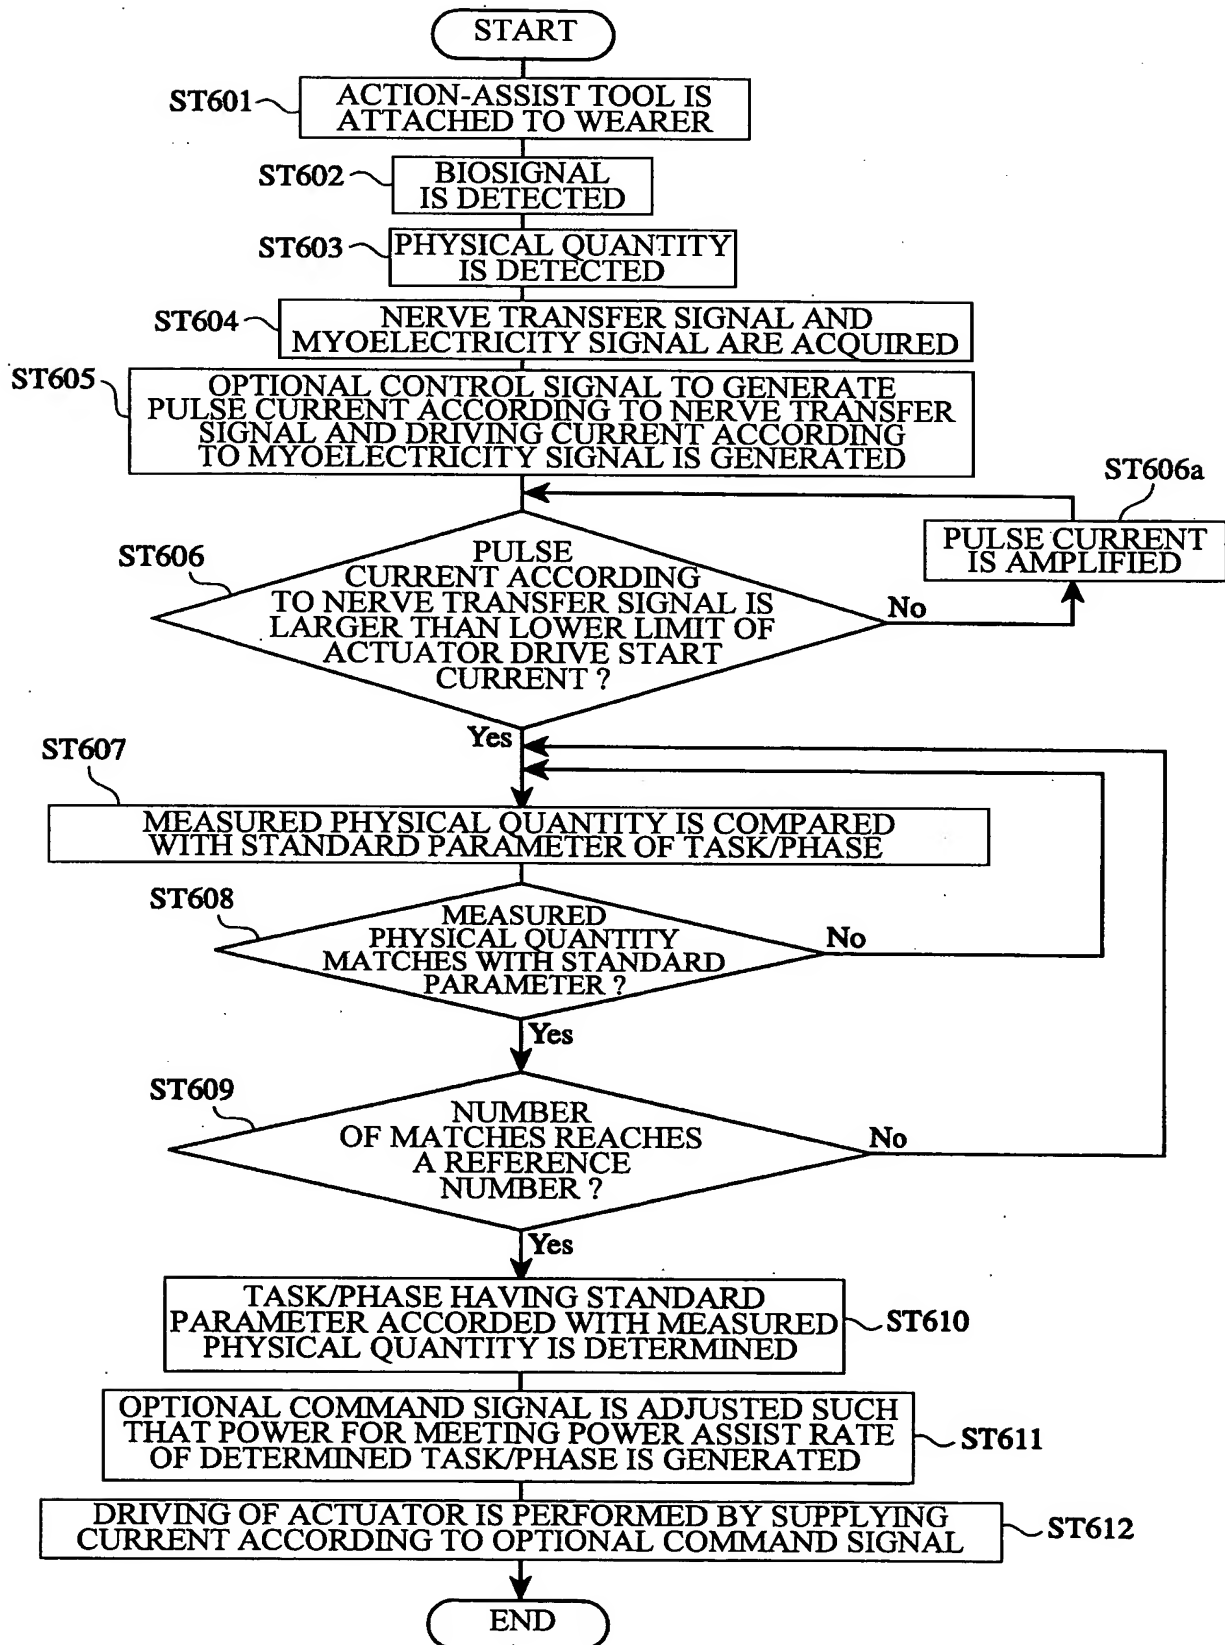 START
ST601
ACTION-ASSIST TOOL IS
ATTACHED TO WEARER
ST602
BIOSIGNAL
IS DETECTED
ST603
PHYSICAL QUANTITY
IS DETECTED
ST604
NERVE TRANSFER SIGNAL AND
MYOELECTRICITY SIGNAL ARE ACQUIRED
ST605
OPTIONAL CONTROL SIGNAL TO GENERATE
PULSE CURRENT ACCORDING TO NERVE TRANSFER
SIGNAL AND DRIVING CURRENT ACCORDING
TO MYOELECTRICITY SIGNAL IS GENERATED
ST606a
PULSE CURRENT
IS AMPLIFIED
ST606
PULSE
CURRENT ACCORDING
TO NERVE TRANSFER SIGNAL IS
LARGER THAN LOWER LIMIT OF
ACTUATOR DRIVE START
CURRENT ?
No
Yes
ST607
MEASURED PHYSICAL QUANTITY IS COMPARED
WITH STANDARD PARAMETER OF TASK/PHASE
ST608
MEASURED
PHYSICAL QUANTITY
MATCHES WITH STANDARD
PARAMETER ?
No
Yes
ST609
NUMBER
OF MATCHES REACHES
A REFERENCE
NUMBER ?
No
Yes
TASK/PHASE HAVING STANDARD
PARAMETER ACCORDED WITH MEASURED
PHYSICAL QUANTITY IS DETERMINED
ST610
OPTIONAL COMMAND SIGNAL IS ADJUSTED SUCH
THAT POWER FOR MEETING POWER ASSIST RATE
OF DETERMINED TASK/PHASE IS GENERATED
ST611
DRIVING OF ACTUATOR IS PERFORMED BY SUPPLYING
CURRENT ACCORDING TO OPTIONAL COMMAND SIGNAL
ST612
END